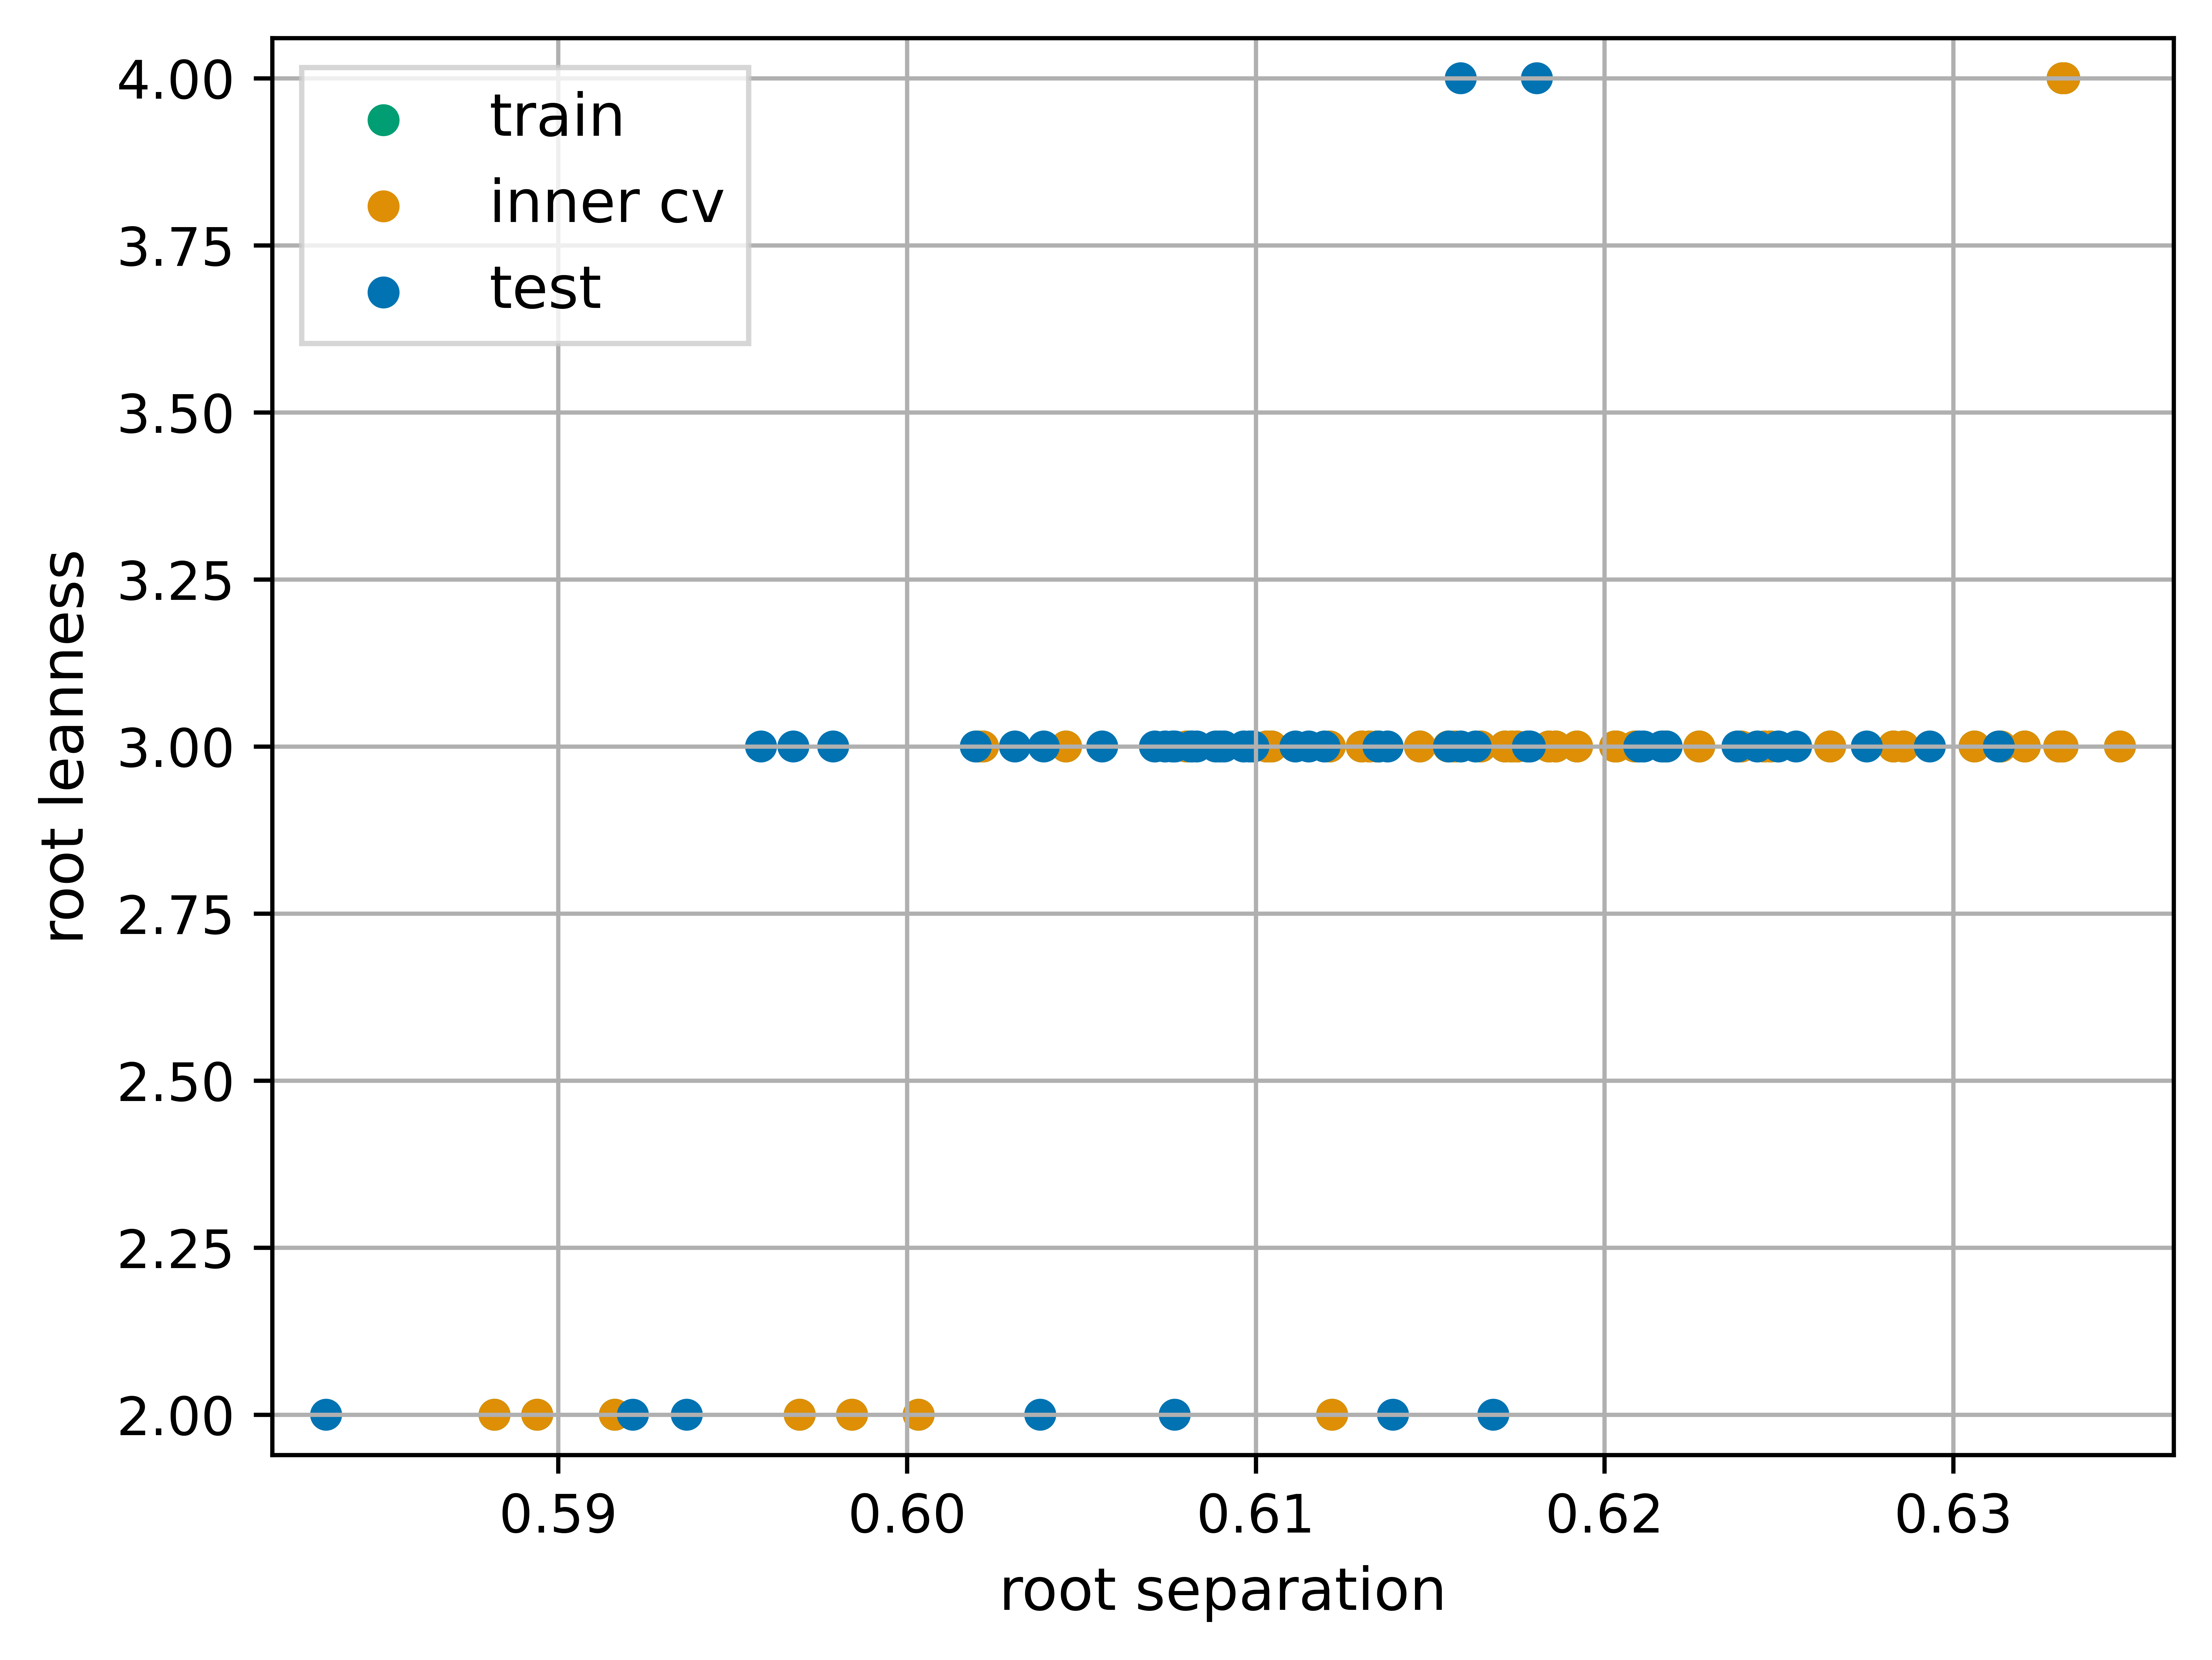 4.00
3.75
3.50
3.25
3.00
2.75
2.50
2.25
2.00
root leanness
train
inner cv
test
0.59 0.60 0.61 0.62 0.63
root separation